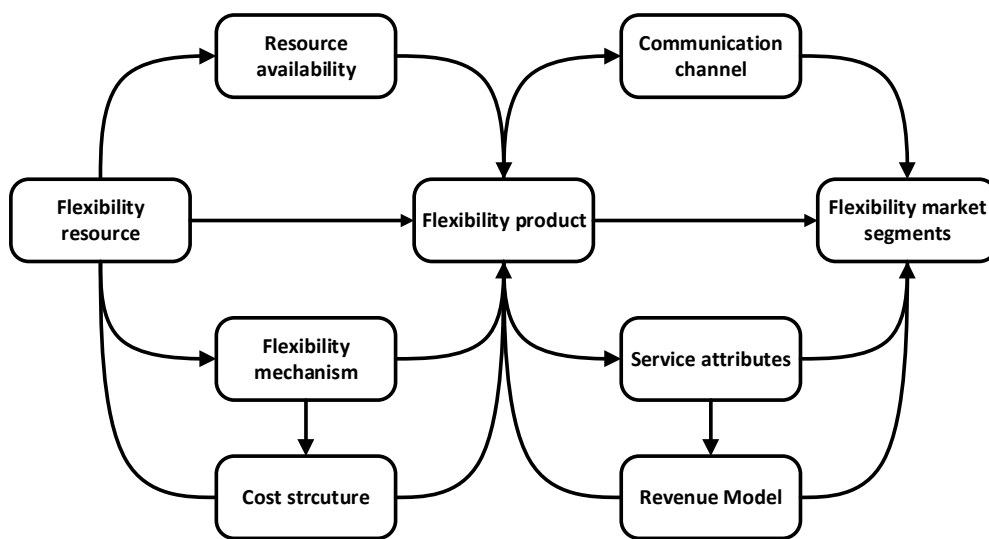 Resource
availability
Communication
channel
Flexibility
resource
Flexibility product
Flexibility market
segments
Flexibility
mechanism
Service attributes
Cost strcuture
Revenue Model